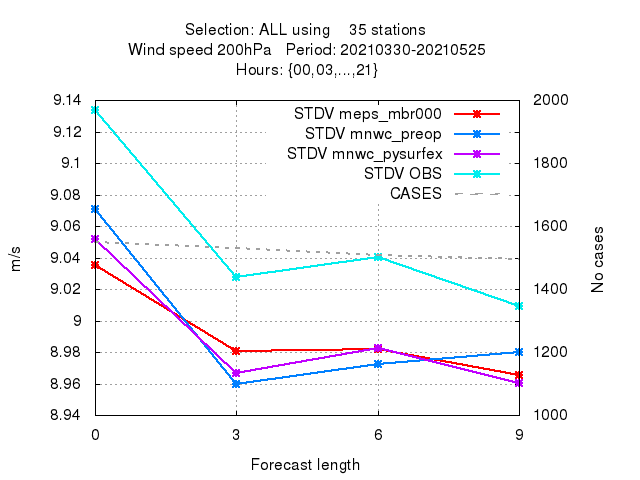 Selection: ALL using    35 stations
Wind speed 200hPa   Period: 20210330-20210525
Hours: {00,03,...,21}
9.14
9.12
9.1
9.08
9.06
9.04
9.02
9
8.98
8.96
8.94
m/s
STDV meps_mbr000
STDV mnwc_preop
STDV mnwc_pysurfex
STDV OBS
CASES
2000
1800
1600
1400
1200
1000
No cases
0 3 6 9
Forecast length